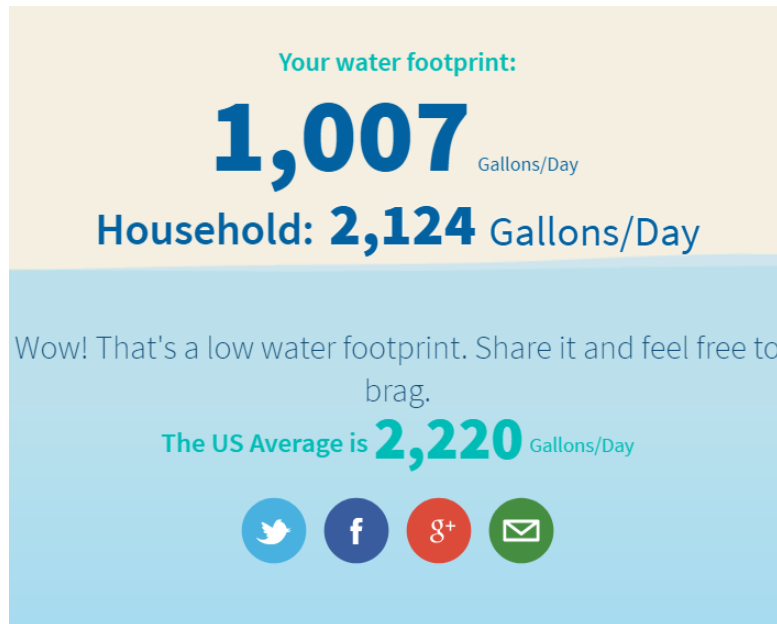 Your water footprint:
1,007 Gallons/Day
Household: 2,124 Gallons/Day
Wow! That's a low water footprint. Share it and feel free to
brag.
The US Average is 2,220 Gallons/Day
f
g+